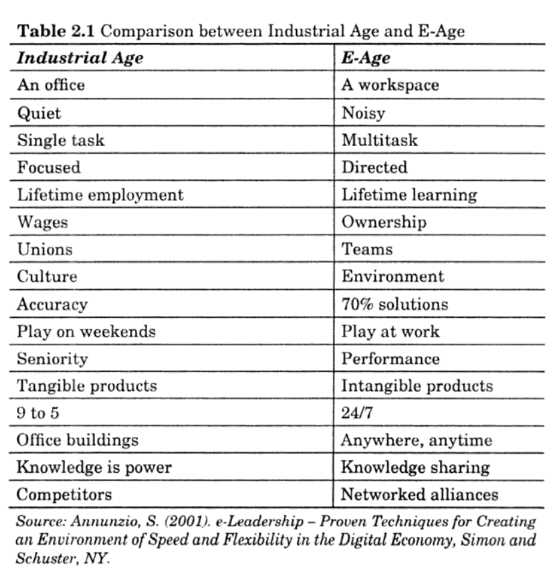 Table 2.1 Comparison between Industrial Age and E-Age
Industrial Age E-Age
An office A workspace
Quiet Noisy
Single task Multitask
Focused Directed
Lifetime employment Lifetime learning
Wages Ownership
Unions Teams
Culture Environment
Accuracy 70% solutions
Play on weekends Play at work
Seniority Performance
Tangible products Intangible products
9 to 5 24/7
Office buildings Anywhere, anytime
Knowledge is power Knowledge sharing
Competitors Networked alliances
Source: Annunzio, S. (2001). e-Leadership – Proven Techniques for Creating
an Environment of Speed and Flexibility in the Digital Economy, Simon and
Schuster, NY.